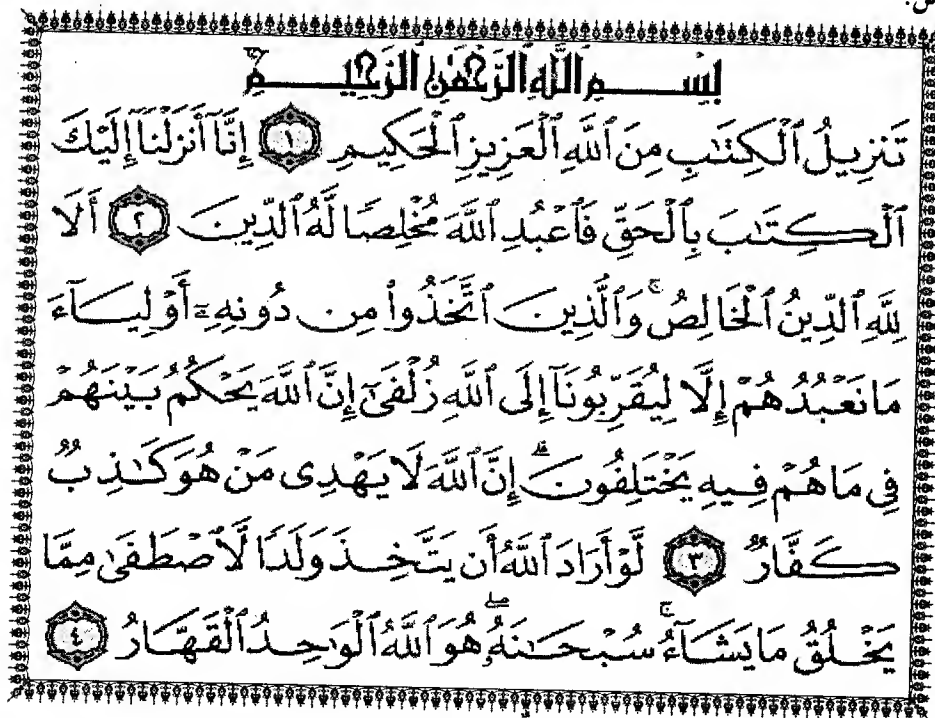 ض:
بِسْمِ ٱللَّهِ ٱلرَّحْمَٰنِ ٱلرَّحِيمِ
تَنزِيلُ ٱلْكِتَٰبِ مِنَ ٱللَّهِ ٱلْعَزِيزِ ٱلْحَكِيمِ ١ إِنَّآ أَنزَلْنَآ إِلَيْكَ
ٱلْكِتَٰبَ بِٱلْحَقِّ فَٱعْبُدِ ٱللَّهَ مُخْلِصًا لَّهُ ٱلدِّينَ ٢ أَلَا
لِلَّهِ ٱلدِّينُ ٱلْخَالِصُ ۚ وَٱلَّذِينَ ٱتَّخَذُوا۟ مِن دُونِهِۦٓ أَوْلِيَآءَ
مَا نَعْبُدُهُمْ إِلَّا لِيُقَرِّبُونَآ إِلَى ٱللَّهِ زُلْفَىٰٓ إِنَّ ٱللَّهَ يَحْكُمُ بَيْنَهُمْ
فِى مَا هُمْ فِيهِ يَخْتَلِفُونَ ۗ إِنَّ ٱللَّهَ لَا يَهْدِى مَنْ هُوَ كَٰذِبٌ
كَفَّارٌ ٣ لَّوْ أَرَادَ ٱللَّهُ أَن يَتَّخِذَ وَلَدًا لَّٱصْطَفَىٰ مِمَّا
يَخْلُقُ مَا يَشَآءُ ۚ سُبْحَٰنَهُۥ ۖ هُوَ ٱللَّهُ ٱلْوَٰحِدُ ٱلْقَهَّارُ ٤